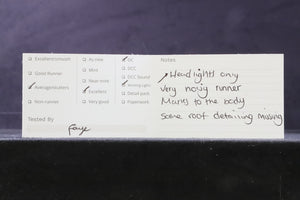 Excellent/smooth
Good Runner
Average/stutters
Non-runner
Tested By
Faye
As new
Mint
Near mint
Excellent
Very good
DC
DCC
DCC Sound
Working Lights
Detail pack
Paperwork
Notes
Headlights only
Very noisy runner
Marks to the body
Some roof detailing missing